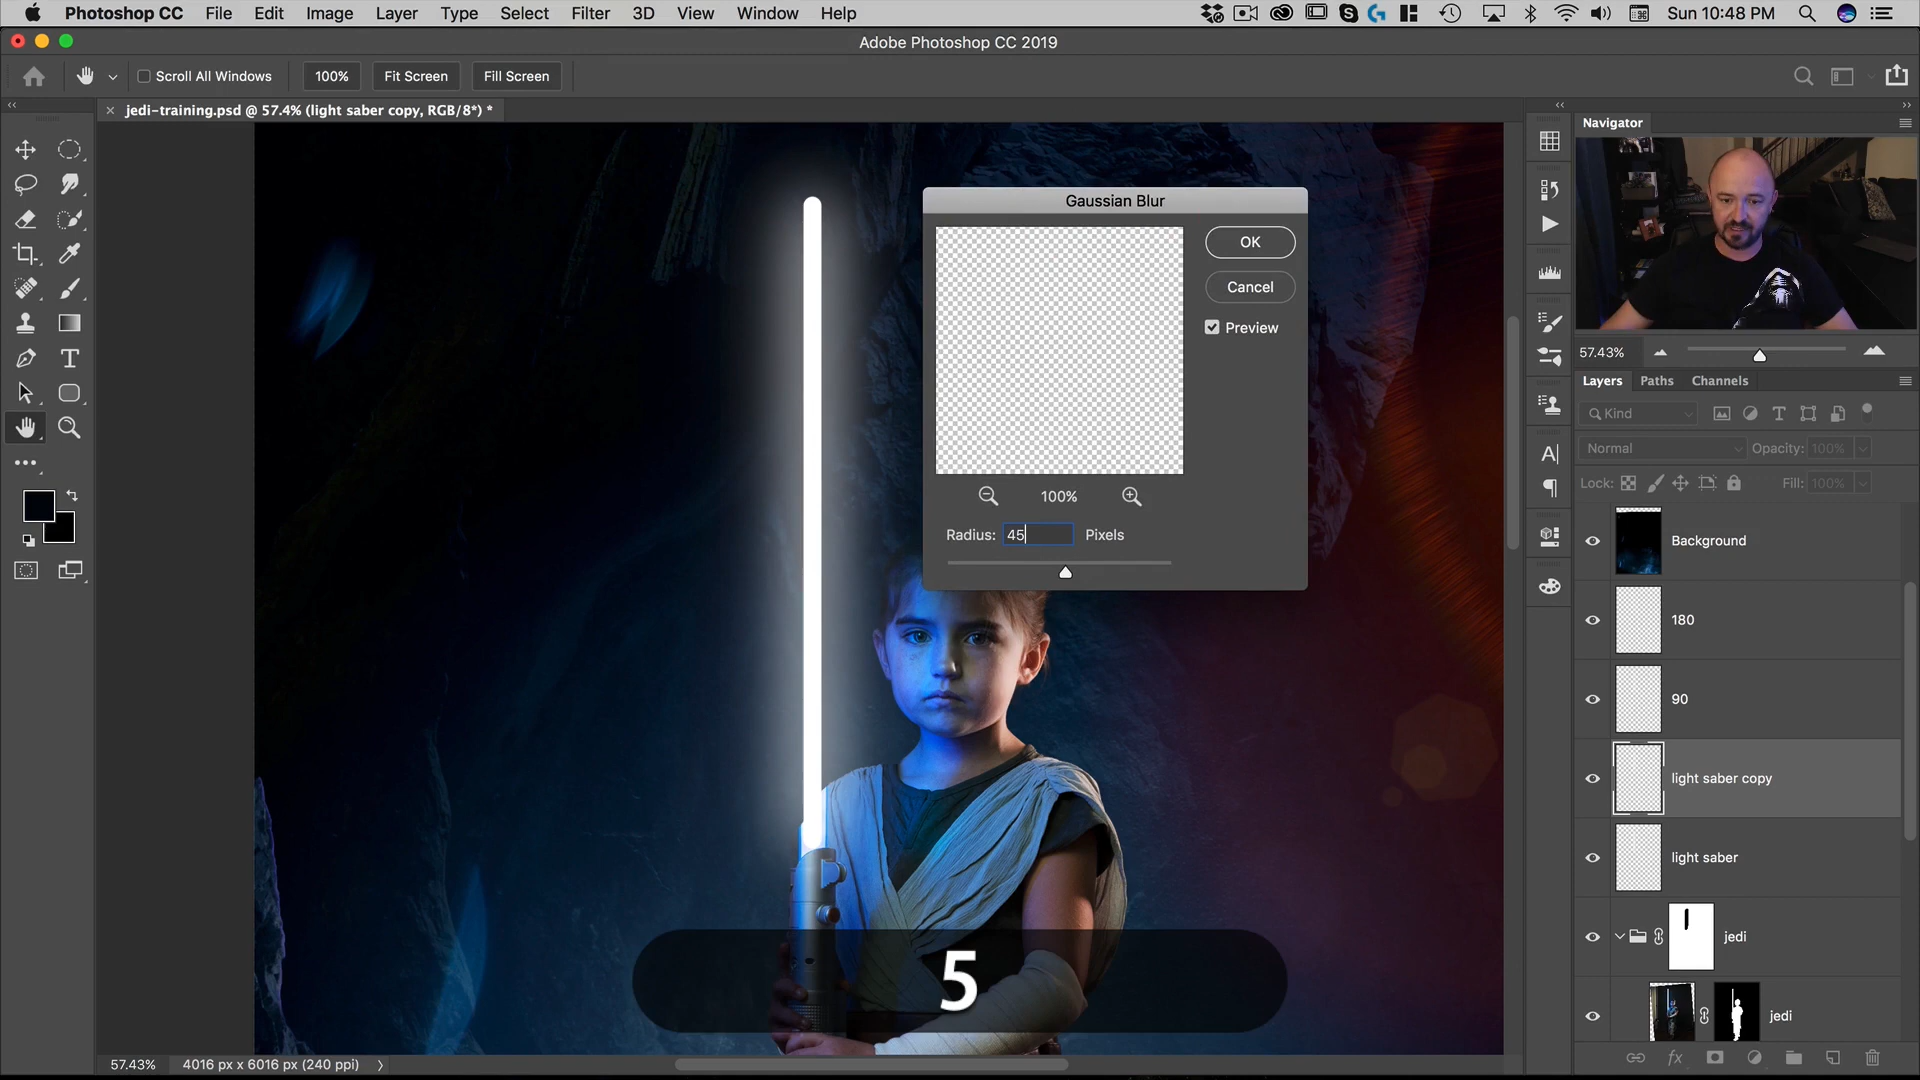 Photoshop CC File Edit Image Layer Type Select Filter 3D View Window Help
Sun 10:48 PM
Adobe Photoshop CC 2019
Scroll All Windows 100% Fit Screen Fill Screen
jedi-training.psd @ 57.4% (light saber copy, RGB/8*) *
Navigator
57.43%
Layers Paths Channels
Kind
Normal Opacity: 100%
Lock: Fill: 100%
Background
180
90
light saber copy
light saber
jedi
jedi
Gaussian Blur
OK
Cancel
Preview
100%
Radius: 45 Pixels
5
57.43% 4016 px x 6016 px (240 ppi)